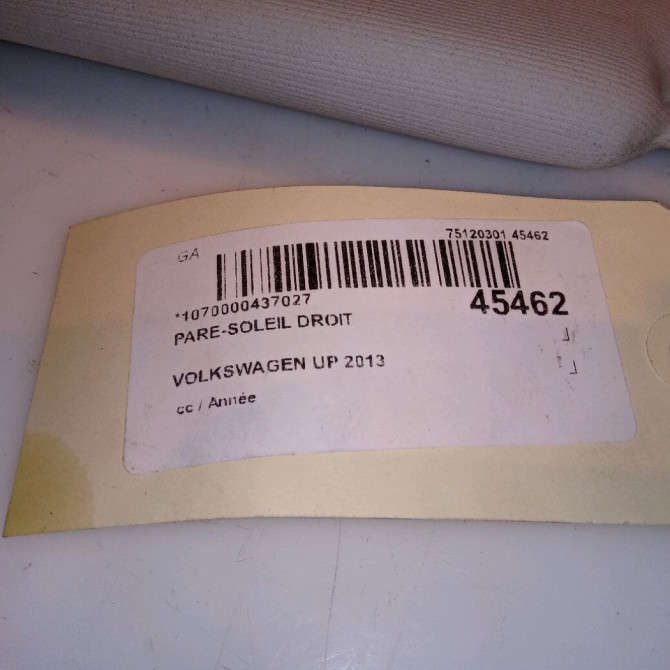 GA
75120301 45462
*1070000437027
45462
PARE-SOLEIL DROIT
VOLKSWAGEN UP 2013
cc / Année